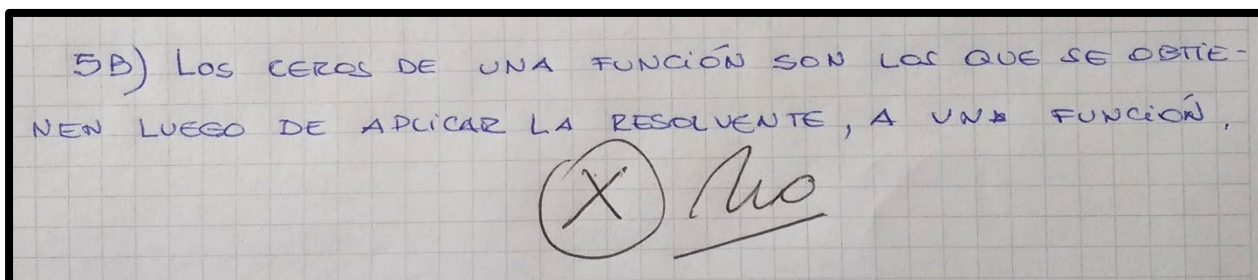 5B) LOS CEROS DE UNA FUNCIÓN SON LOS QUE SE OBTIE-
NEN LUEGO DE APLICAR LA RESOLVENTE, A UNA FUNCIÓN.
X No